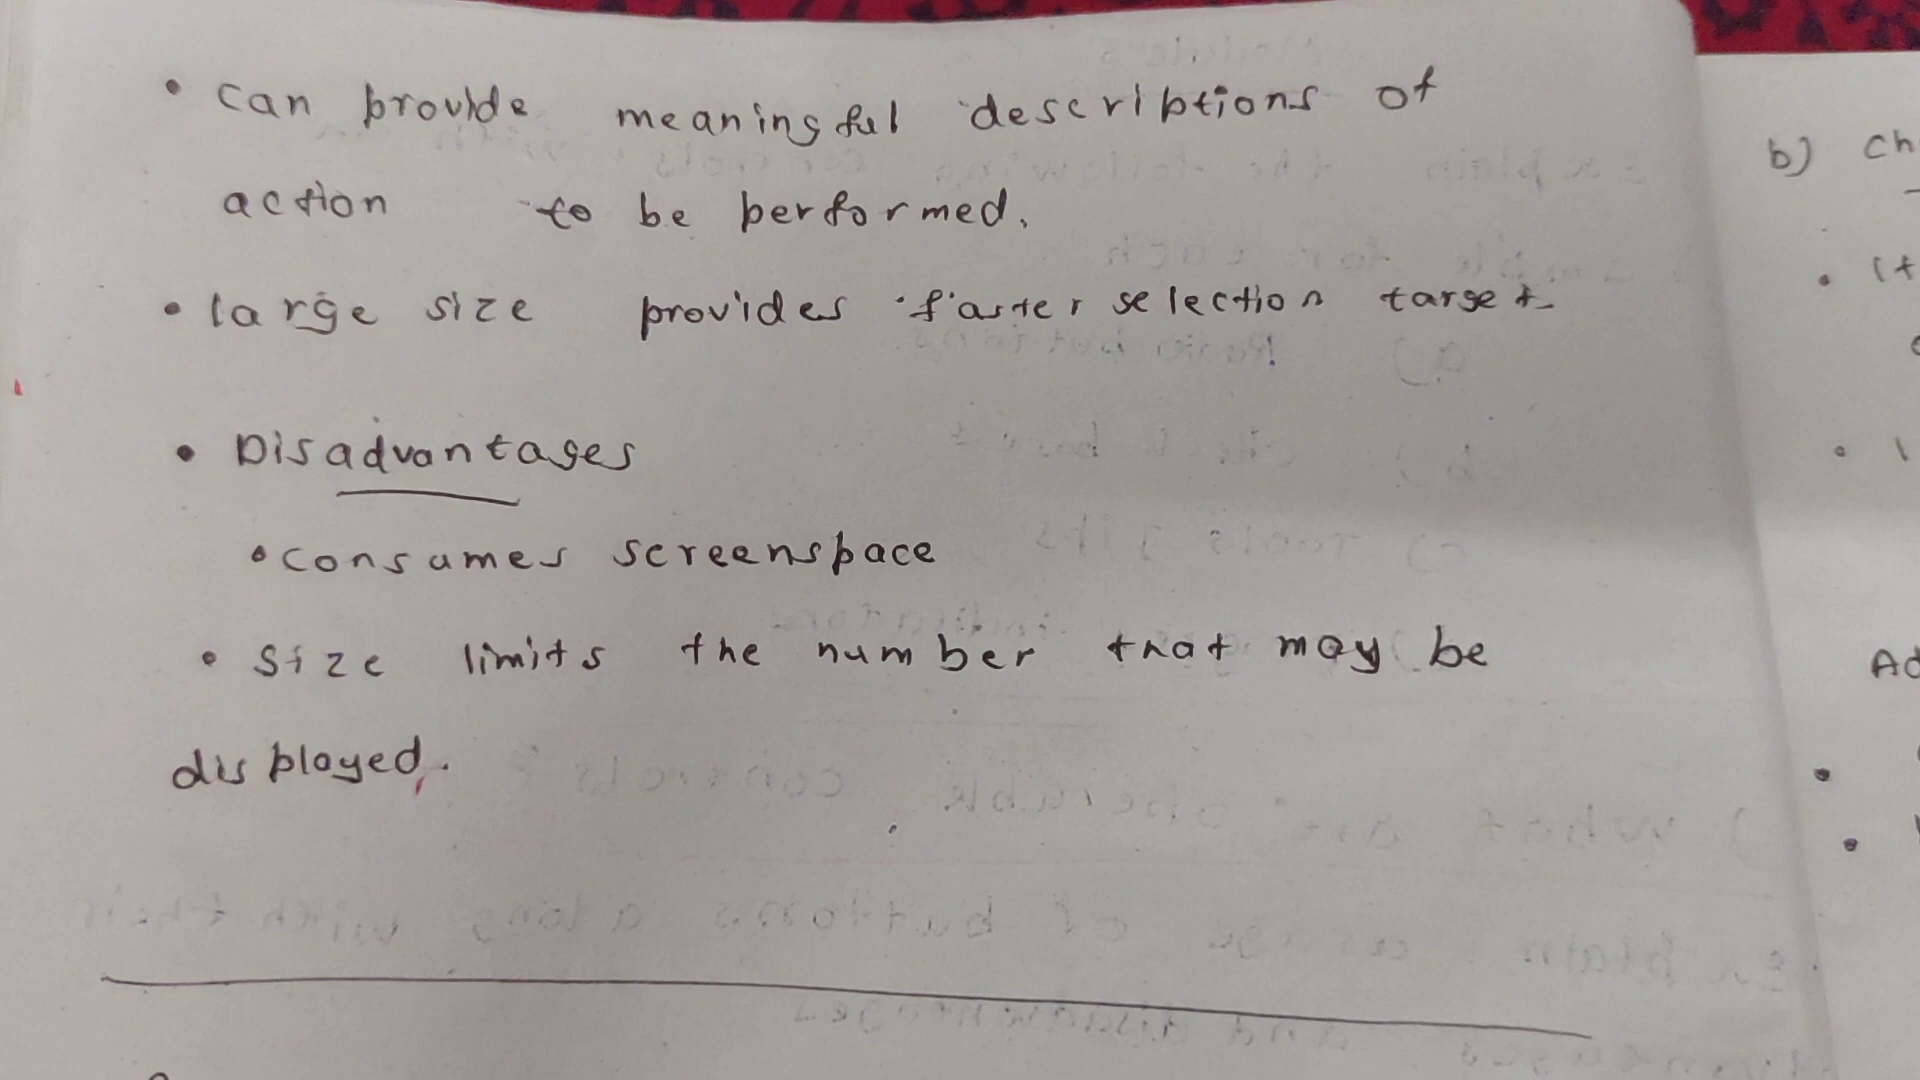 • Can provide meaningful descriptions of
action to be performed.
• large size provides faster selection target
• Disadvantages
• consumes screenspace
• Size limits the number that may be
displayed.
b) Ch
• It
•
Ad
•
•